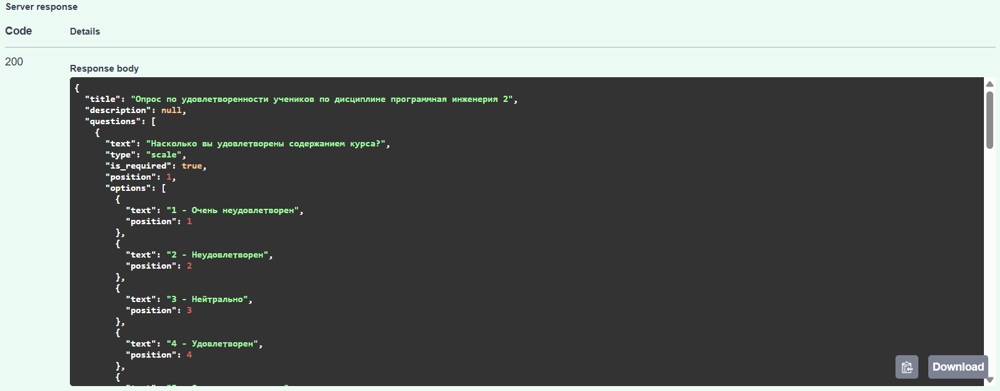 Server response
Code Details
200
Response body
{
"title": "Опрос по удовлетворенности учеников по дисциплине программная инженерия 2",
"description": null,
"questions": [
{
"text": "Насколько вы удовлетворены содержанием курса?",
"type": "scale",
"is_required": true,
"position": 1,
"options": [
{
"text": "1 - Очень неудовлетворен",
"position": 1
},
{
"text": "2 - Неудовлетворен",
"position": 2
},
{
"text": "3 - Нейтрально",
"position": 3
},
{
"text": "4 - Удовлетворен",
"position": 4
},
{
Download